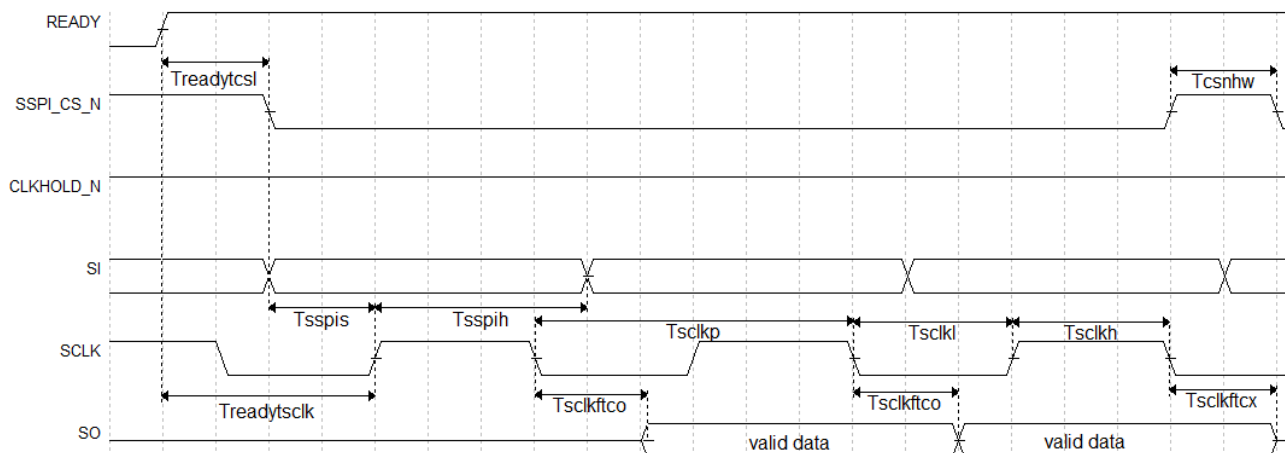 READY
Treadytcsl
Tcsnhw
SSPI_CS_N
CLKHOLD_N
SI
Tsspis
Tsspih
Tsclkp
Tsclkl
Tsclkh
SCLK
Treadytsclk
Tsclkftco
Tsclkftco
Tsclkftcx
SO
valid data
valid data